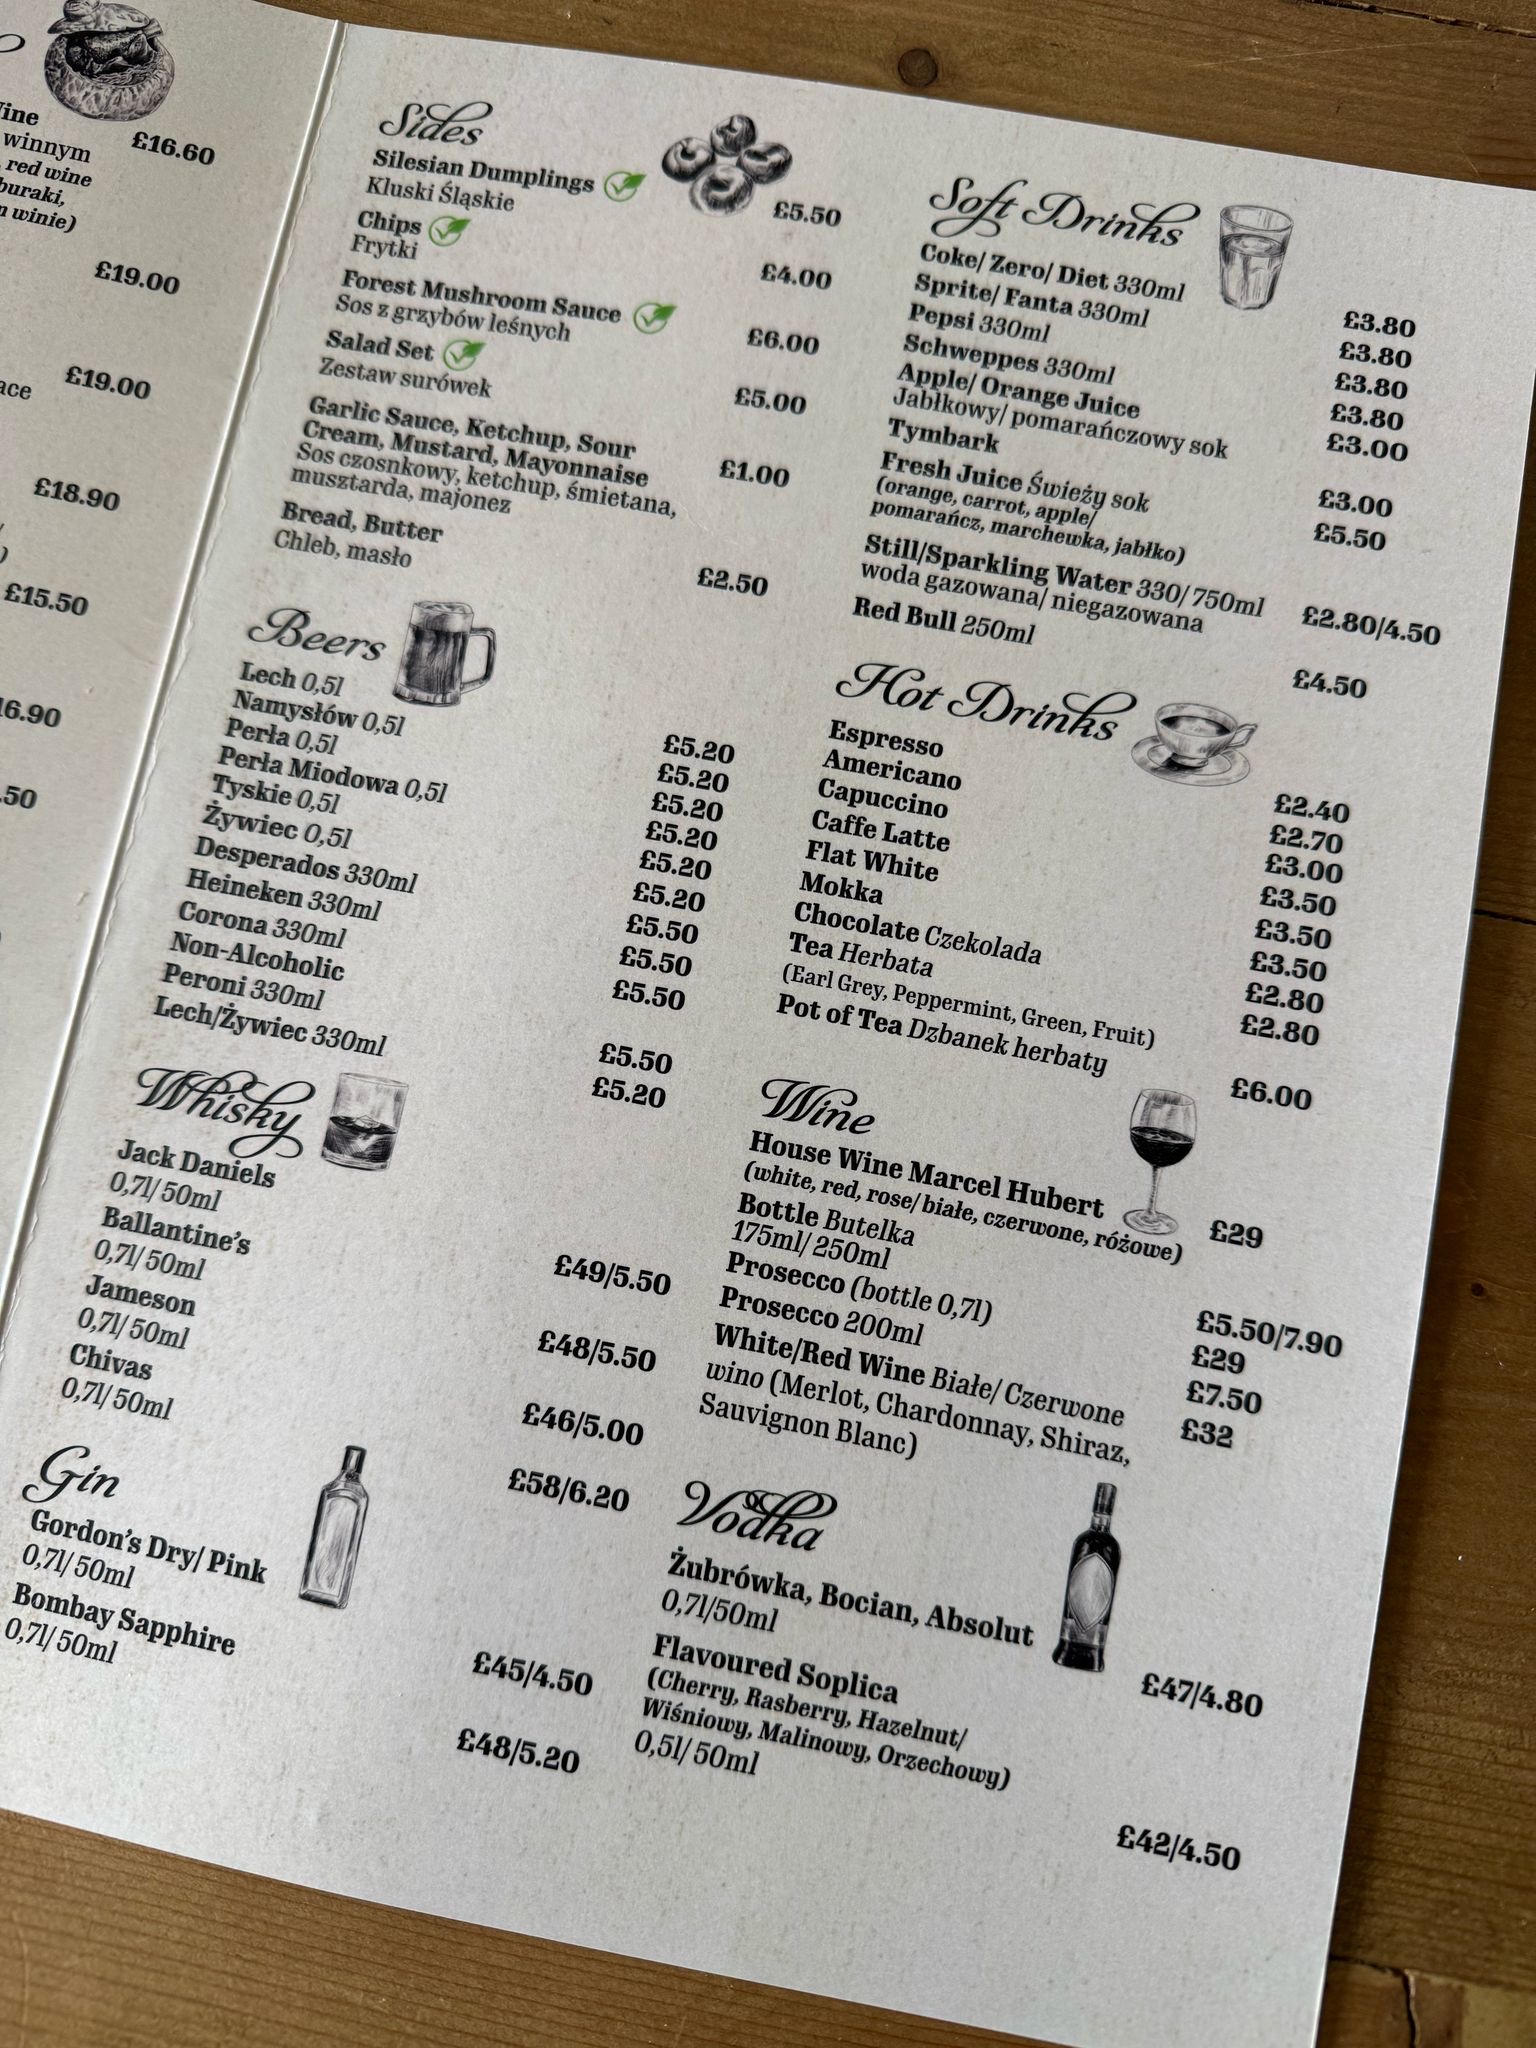 Wine
winnym
£16.60
, red wine
buraki,
m winie)
£19.00
£19.00
£18.90
£15.50
16.90
.50
Sides
Silesian Dumplings
Kluski Śląskie
£5.50
Chips
Frytki
£4.00
Forest Mushroom Sauce
Sos z grzybów leśnych
£6.00
Salad Set
Zestaw surówek
£5.00
Garlic Sauce, Ketchup, Sour
Cream, Mustard, Mayonnaise
Sos czosnkowy, ketchup, śmietana,
musztarda, majonez
£1.00
Bread, Butter
Chleb, masło
£2.50
Beers
Lech 0,5l £5.20
Namysłów 0,5l £5.20
Perła 0,5l £5.20
Perła Miodowa 0,5l £5.20
Tyskie 0,5l £5.20
Żywiec 0,5l £5.20
Desperados 330ml £5.50
Heineken 330ml £5.50
Corona 330ml £5.50
Non-Alcoholic
Peroni 330ml £5.50
Lech/Żywiec 330ml £5.20
Whisky
Jack Daniels
0,7l/ 50ml £49/5.50
Ballantine's
0,7l/ 50ml £48/5.50
Jameson
0,7l/ 50ml £46/5.00
Chivas
0,7l/ 50ml £58/6.20
Gin
Gordon's Dry/ Pink
0,7l/ 50ml £45/4.50
Bombay Sapphire
0,7l/ 50ml £48/5.20
Soft Drinks
Coke/ Zero/ Diet 330ml £3.80
Sprite/ Fanta 330ml £3.80
Pepsi 330ml £3.80
Schweppes 330ml £3.80
Apple/ Orange Juice £3.00
Jabłkowy/ pomarańczowy sok
Tymbark £3.00
Fresh Juice Świeży sok £5.50
(orange, carrot, apple/
pomarańcz, marchewka, jabłko)
Still/Sparkling Water 330/ 750ml £2.80/4.50
woda gazowana/ niegazowana
Red Bull 250ml £4.50
Hot Drinks
Espresso £2.40
Americano £2.70
Capuccino £3.00
Caffe Latte £3.50
Flat White £3.50
Mokka £3.50
Chocolate Czekolada £2.80
Tea Herbata £2.80
(Earl Grey, Peppermint, Green, Fruit)
Pot of Tea Dzbanek herbaty £6.00
Wine
House Wine Marcel Hubert £29
(white, red, rose/ białe, czerwone, różowe)
Bottle Butelka
175ml/ 250ml £5.50/7.90
Prosecco (bottle 0,7l) £29
Prosecco 200ml £7.50
White/Red Wine Białe/ Czerwone £32
wino (Merlot, Chardonnay, Shiraz,
Sauvignon Blanc)
Vodka
Żubrówka, Bocian, Absolut
0,7l/50ml £47/4.80
Flavoured Soplica
(Cherry, Rasberry, Hazelnut/
Wiśniowy, Malinowy, Orzechowy)
0,5l/ 50ml £42/4.50